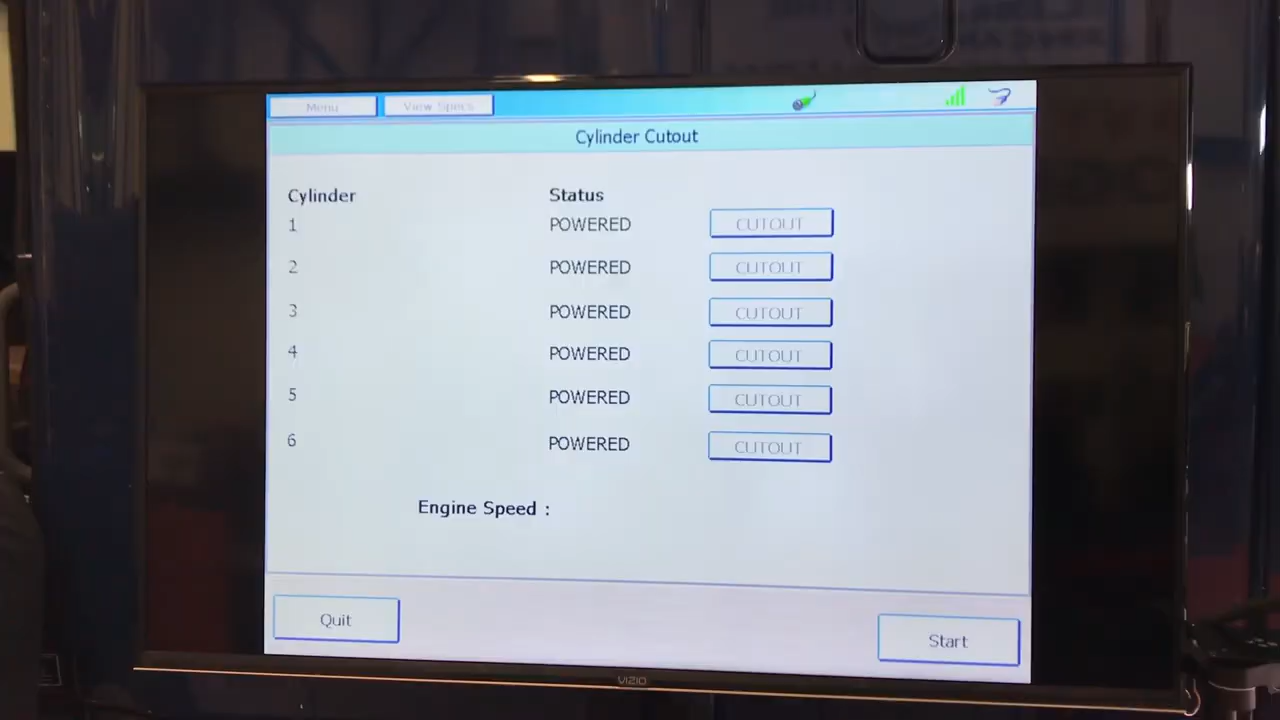 Menu View Specs
Cylinder Cutout
Cylinder Status
1 POWERED CUTOUT
2 POWERED CUTOUT
3 POWERED CUTOUT
4 POWERED CUTOUT
5 POWERED CUTOUT
6 POWERED CUTOUT
Engine Speed :
Quit Start
VIZIO